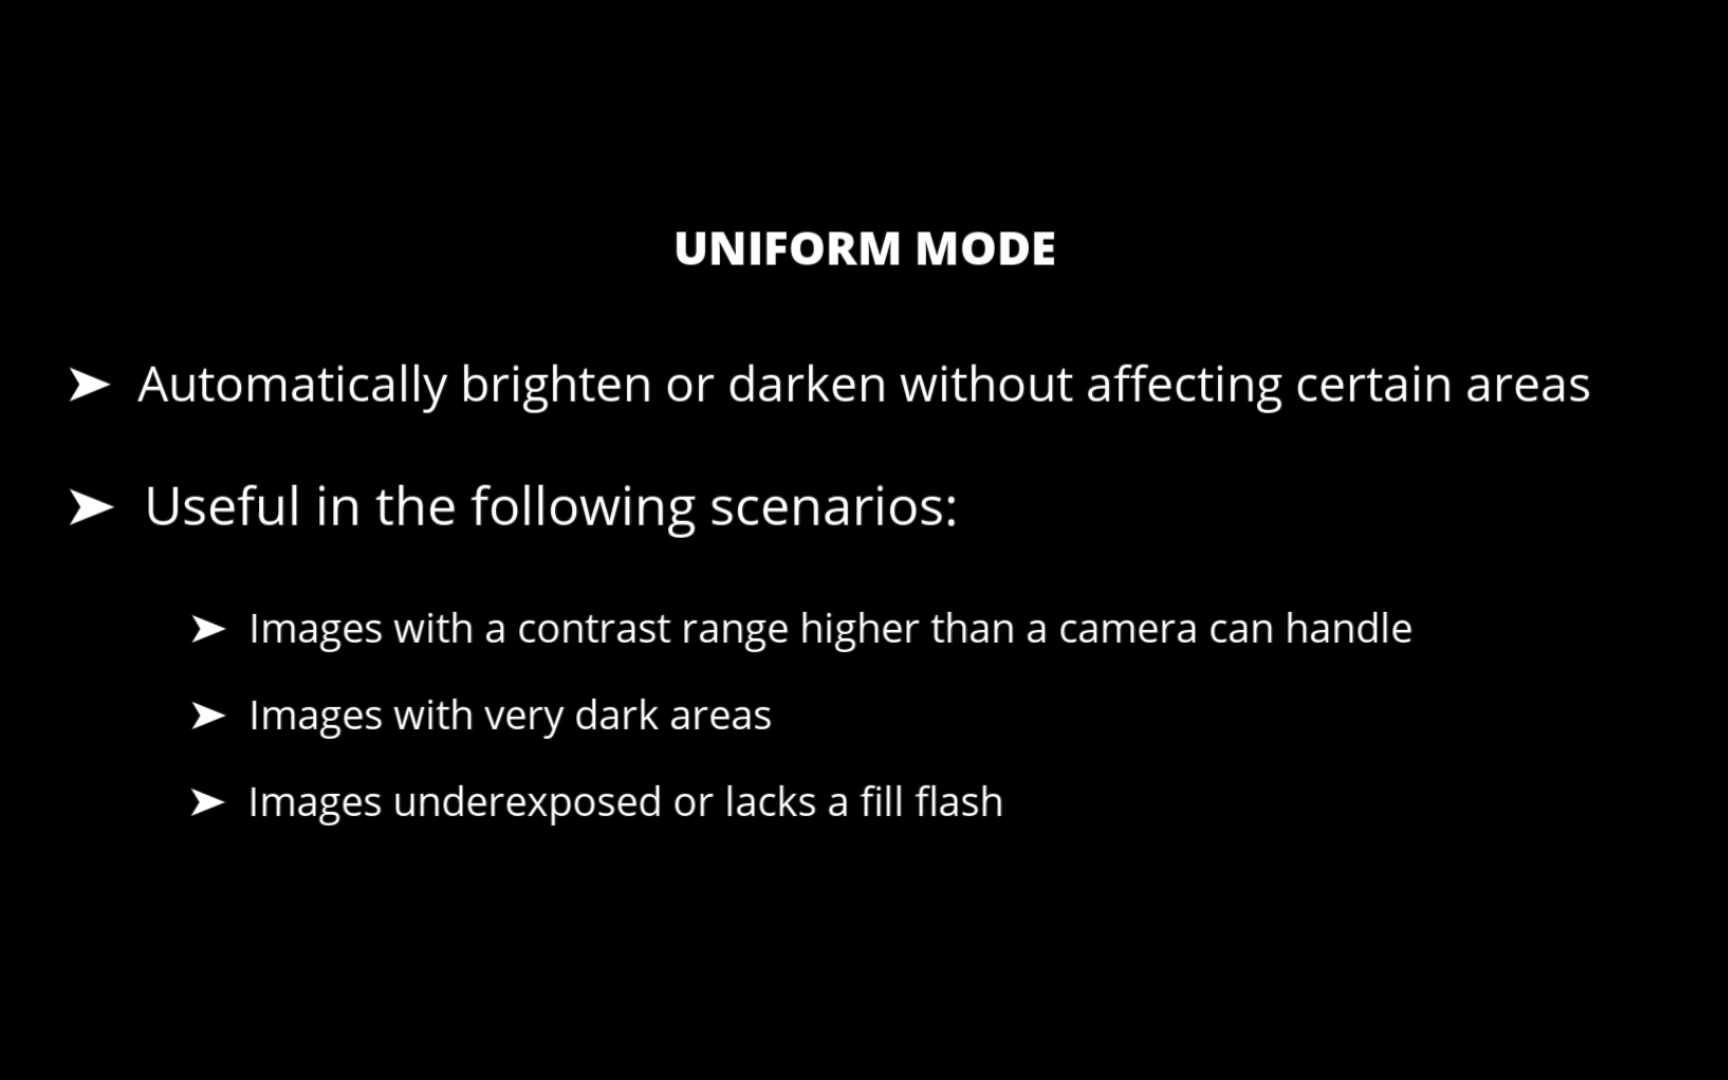 UNIFORM MODE
➤ Automatically brighten or darken without affecting certain areas
➤ Useful in the following scenarios:
➤ Images with a contrast range higher than a camera can handle
➤ Images with very dark areas
➤ Images underexposed or lacks a fill flash